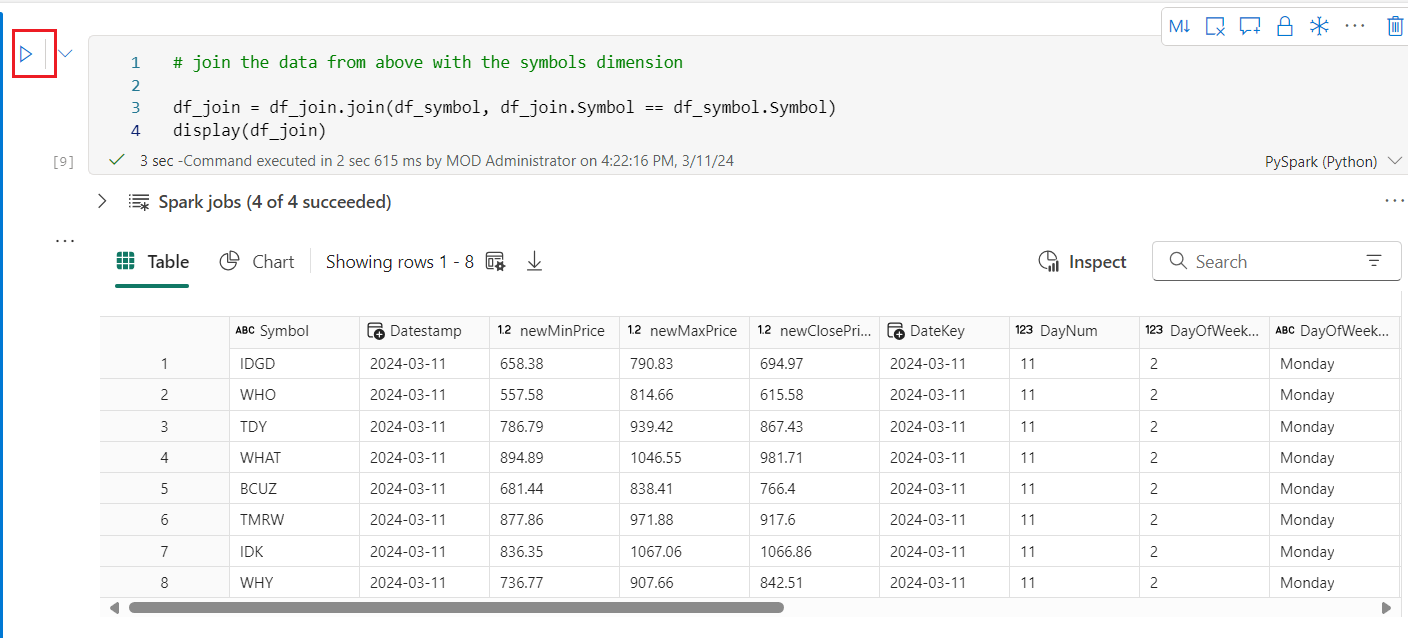 M↓
1 # join the data from above with the symbols dimension
2
3 df_join = df_join.join(df_symbol, df_join.Symbol == df_symbol.Symbol)
4 display(df_join)
[9] 3 sec -Command executed in 2 sec 615 ms by MOD Administrator on 4:22:16 PM, 3/11/24 PySpark (Python)
Spark jobs (4 of 4 succeeded)
Table Chart Showing rows 1 - 8 Inspect Search
ABC Symbol Datestamp 1.2 newMinPrice 1.2 newMaxPrice 1.2 newClosePri... DateKey 123 DayNum 123 DayOfWeek... ABC DayOfWeek...
1 IDGD 2024-03-11 658.38 790.83 694.97 2024-03-11 11 2 Monday
2 WHO 2024-03-11 557.58 814.66 615.58 2024-03-11 11 2 Monday
3 TDY 2024-03-11 786.79 939.42 867.43 2024-03-11 11 2 Monday
4 WHAT 2024-03-11 894.89 1046.55 981.71 2024-03-11 11 2 Monday
5 BCUZ 2024-03-11 681.44 838.41 766.4 2024-03-11 11 2 Monday
6 TMRW 2024-03-11 877.86 971.88 917.6 2024-03-11 11 2 Monday
7 IDK 2024-03-11 836.35 1067.06 1066.86 2024-03-11 11 2 Monday
8 WHY 2024-03-11 736.77 907.66 842.51 2024-03-11 11 2 Monday